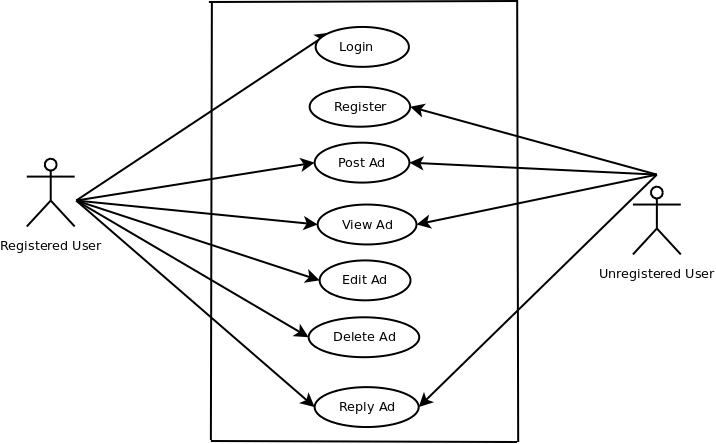 Login
Register
Post Ad
View Ad
Registered User
Edit Ad
Unregistered User
Delete Ad
Reply Ad